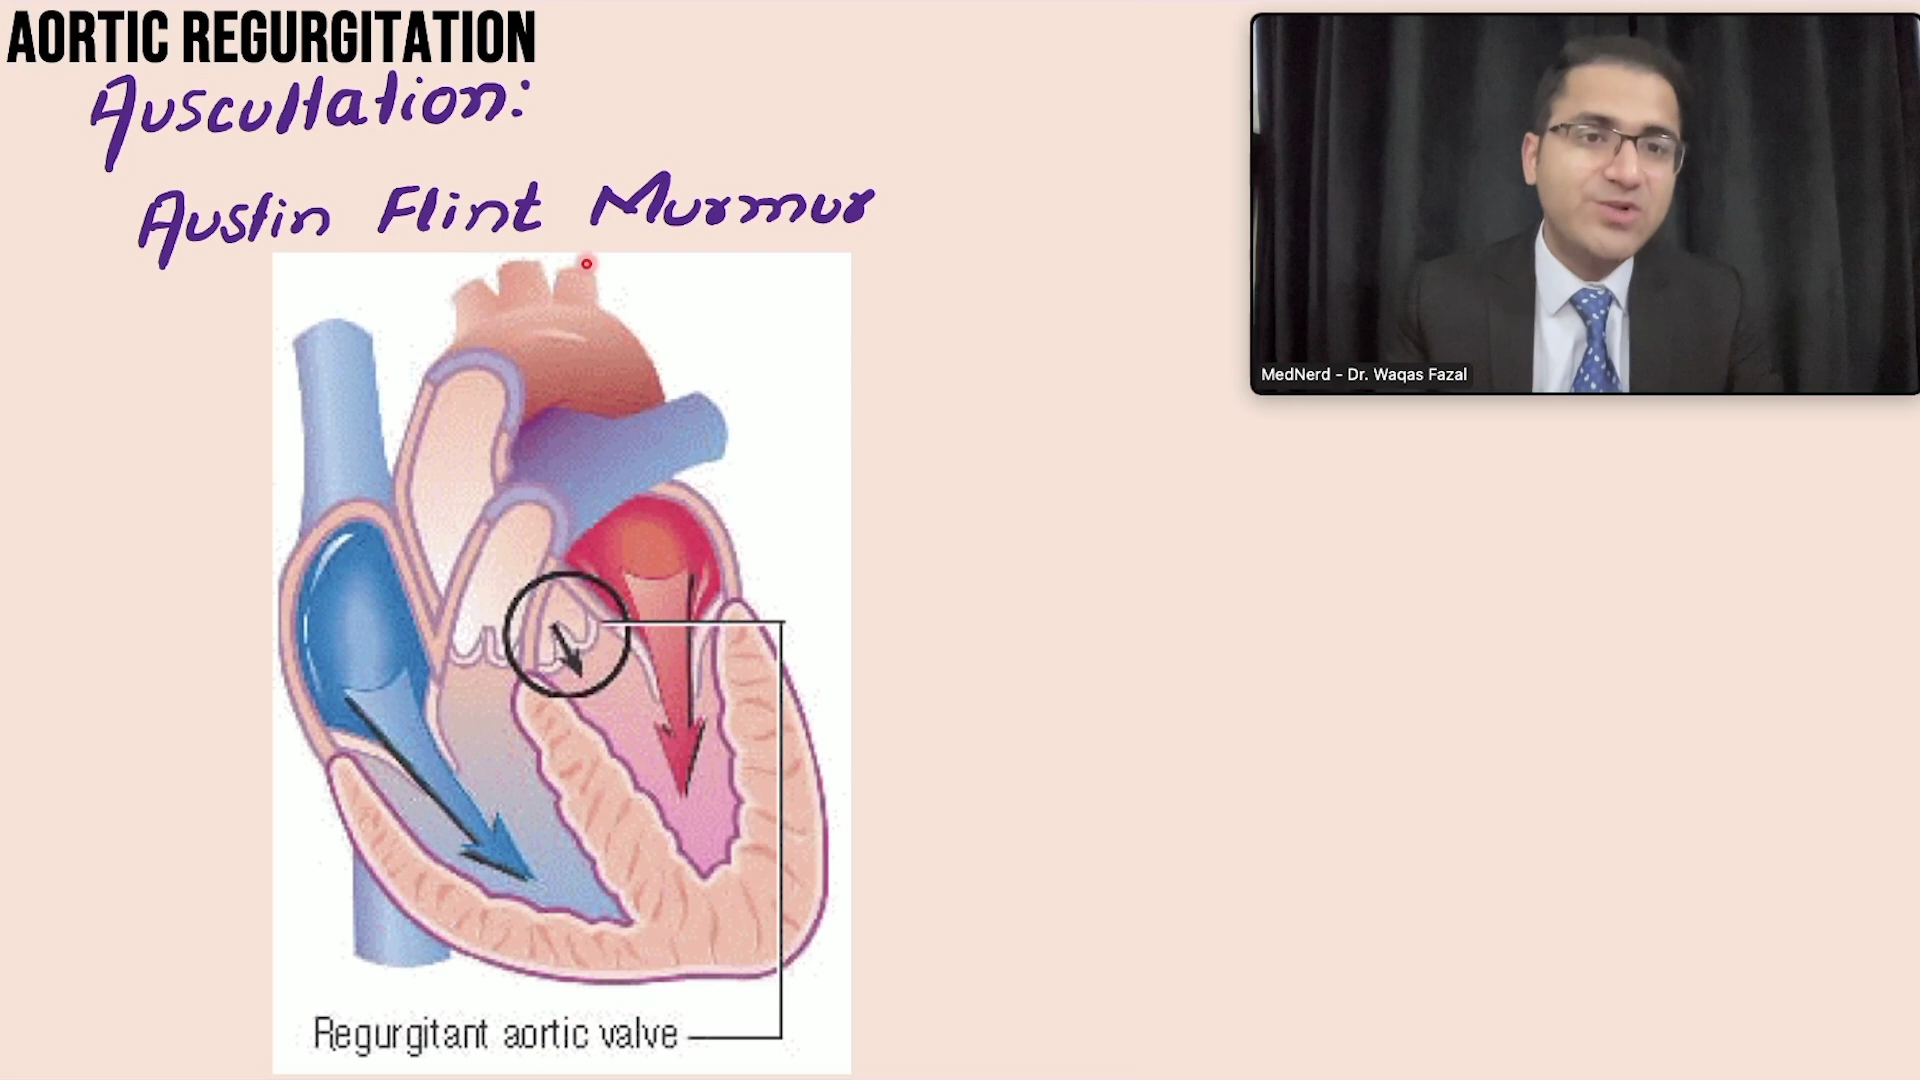 AORTIC REGURGITATION
Auscultation:
Austin Flint Murmur
MedNerd - Dr. Waqas Fazal
Regurgitant aortic valve